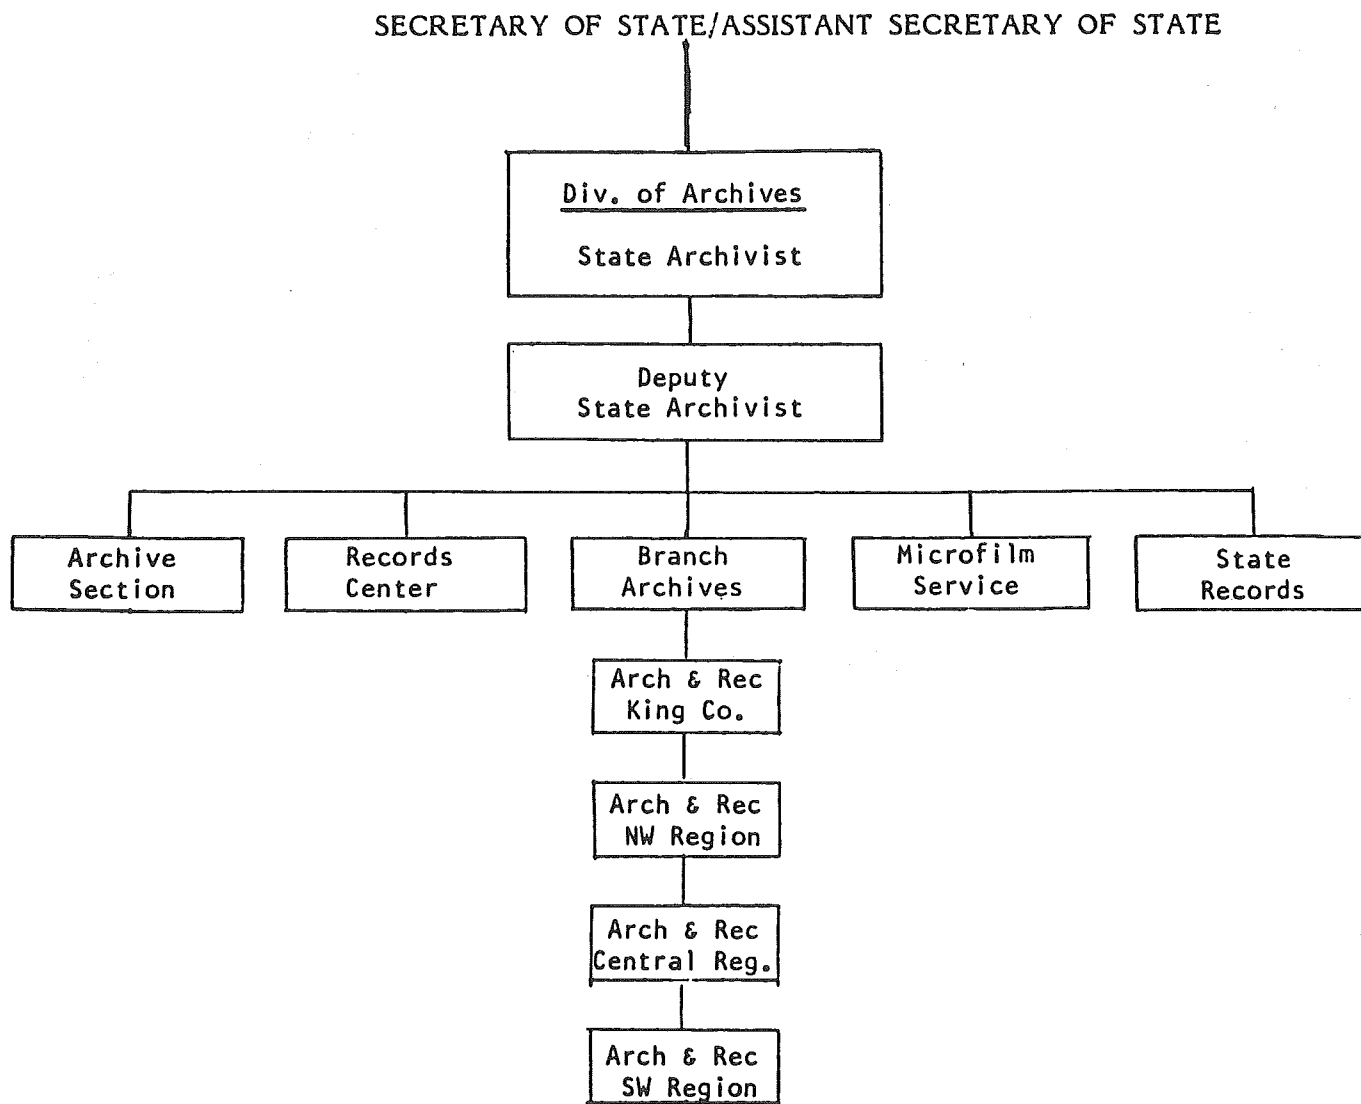 SECRETARY OF STATE/ASSISTANT SECRETARY OF STATE
Div. of Archives
State Archivist
Deputy
State Archivist
Archive
Section
Records
Center
Branch
Archives
Microfilm
Service
State
Records
Arch & Rec
King Co.
Arch & Rec
NW Region
Arch & Rec
Central Reg.
Arch & Rec
SW Region